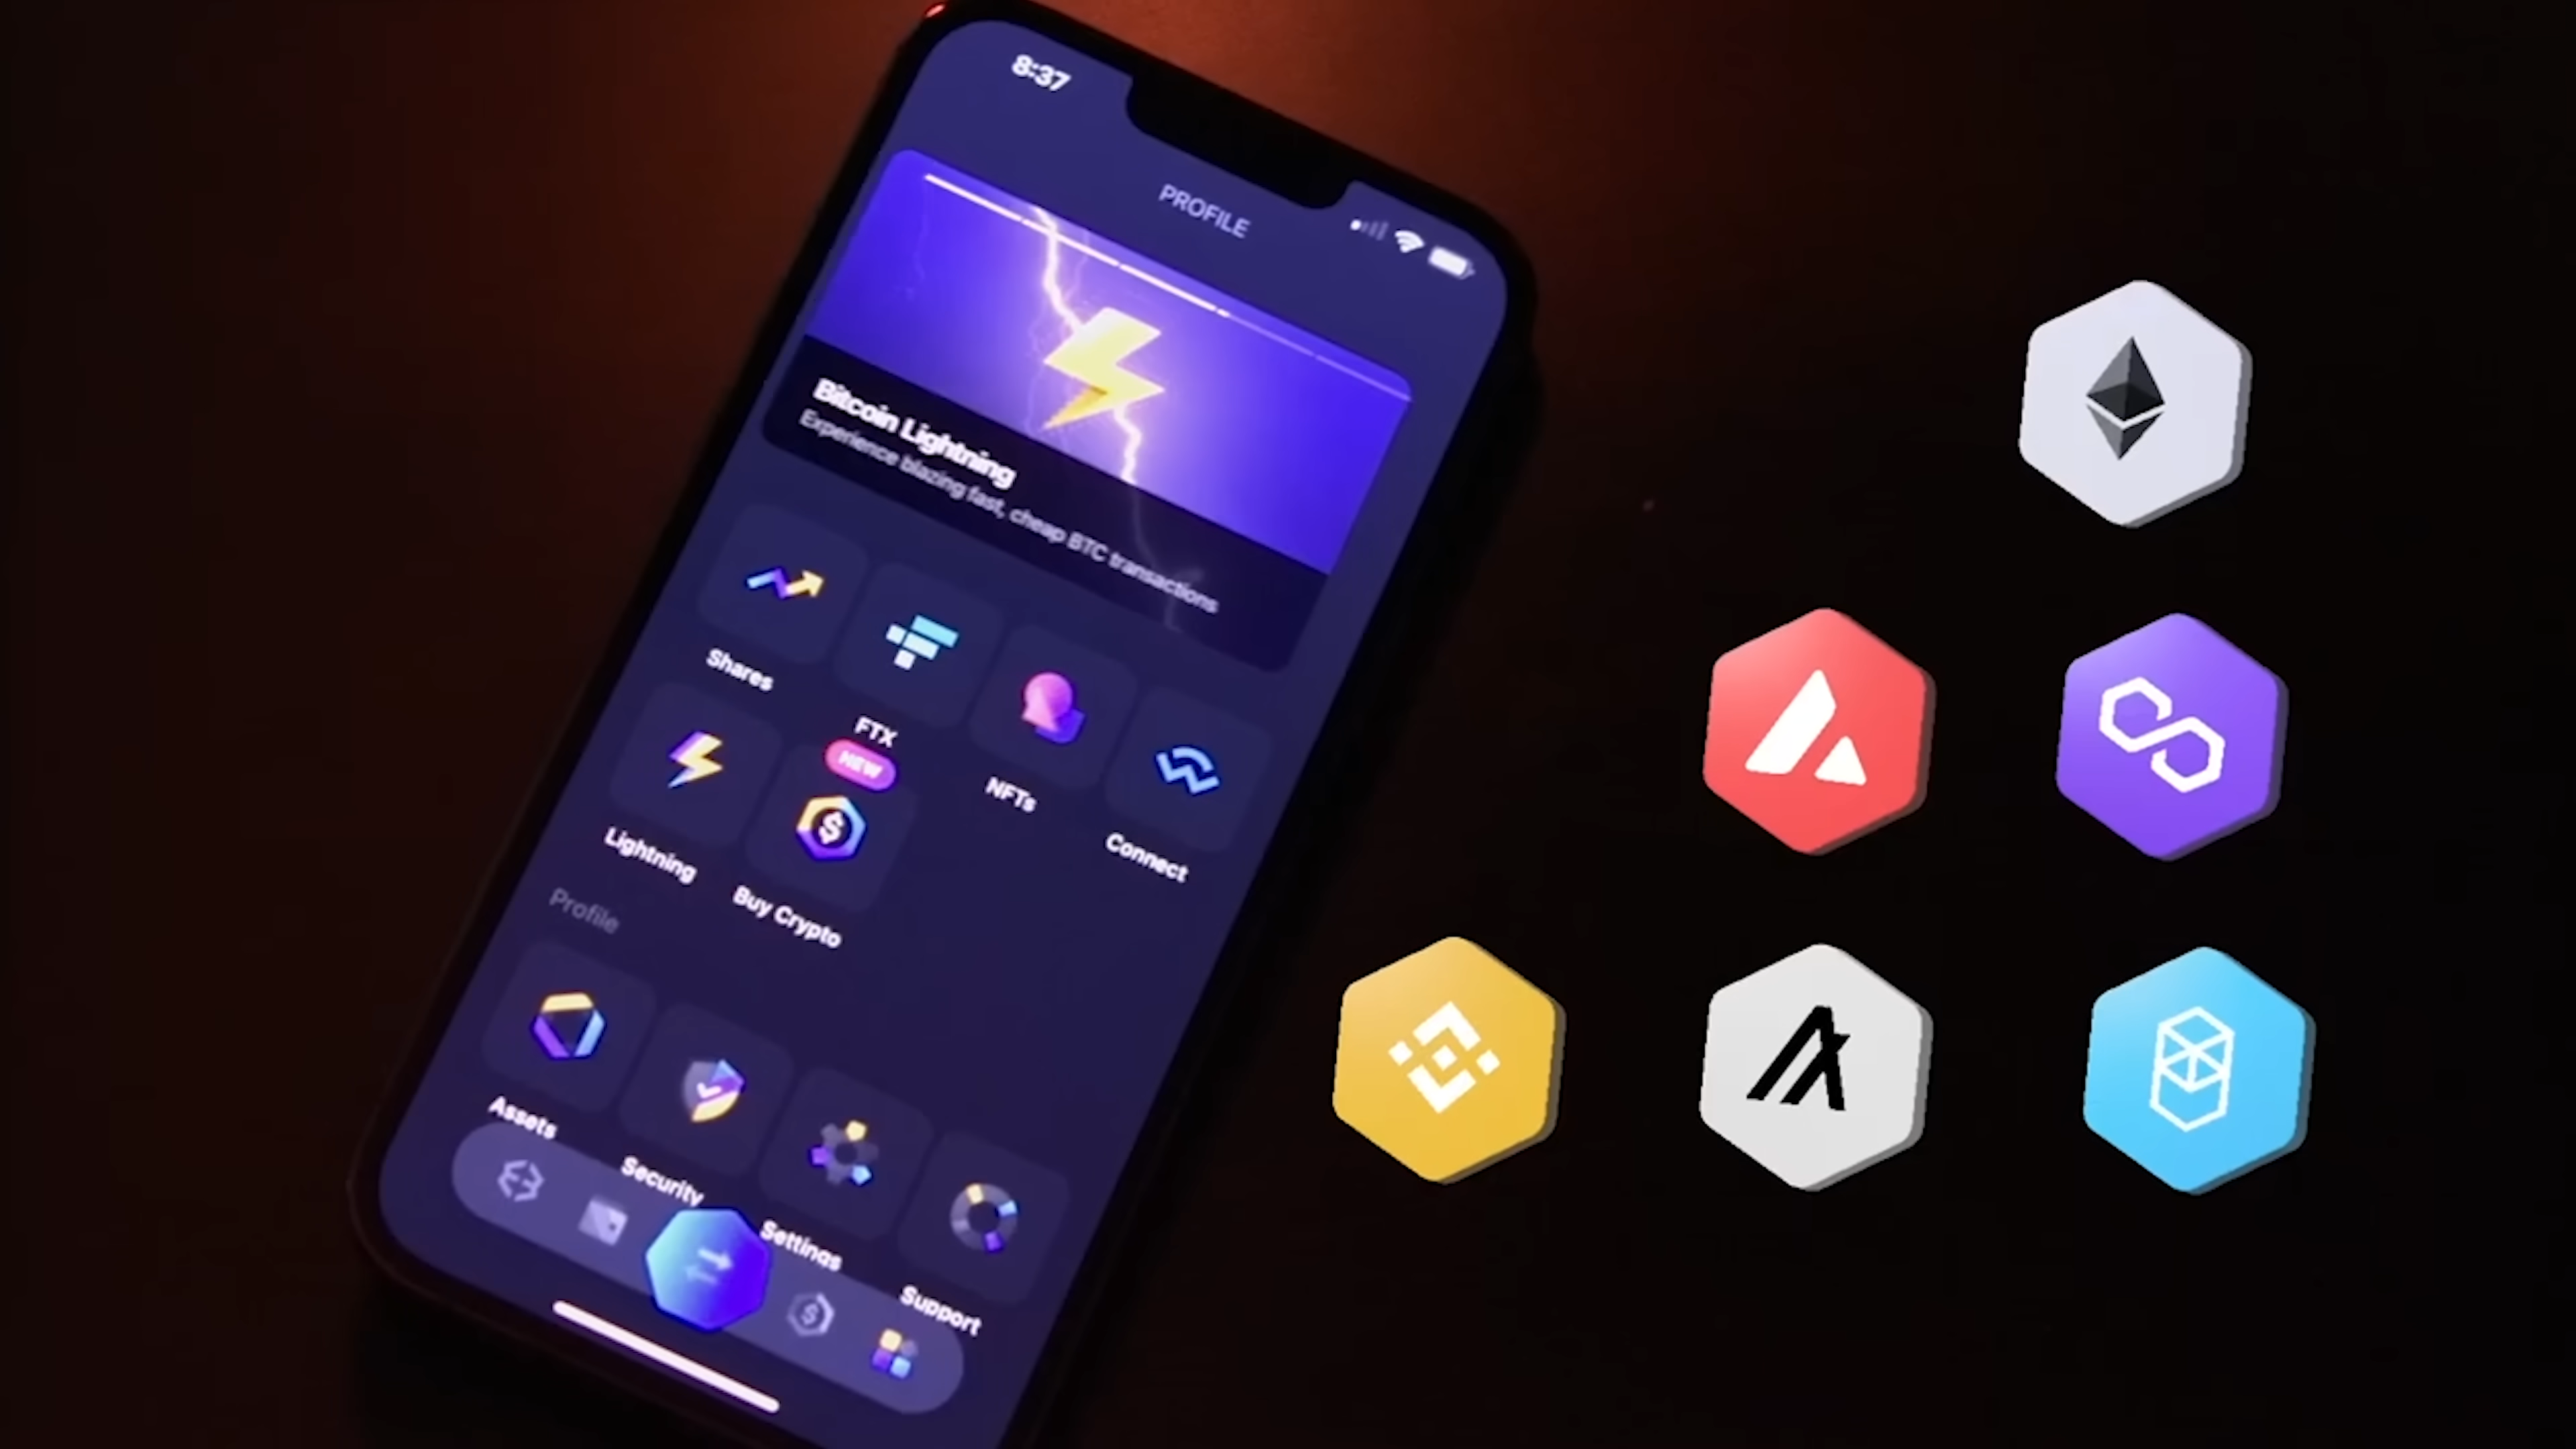 8:37
PROFILE
Bitcoin Lightning
Experience blazing fast, cheap BTC transactions
Shares
FTX
NFTs
Connect
NEW
Lightning
Buy Crypto
Profile
Assets
Security
Settings
Support